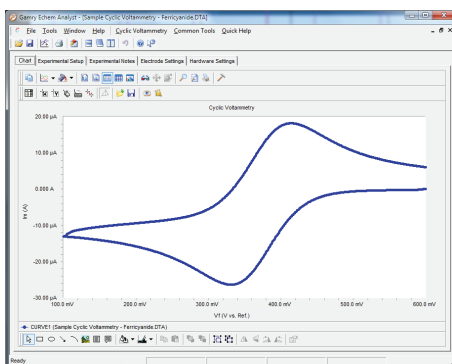 Gamry Echem Analyst - [Sample Cyclic Voltammetry - Ferricyanide.DTA]
File Tools Window Help Cyclic Voltammetry Common Tools Quick Help
Chart Experimental Setup Experimental Notes Electrode Settings Hardware Settings
Cyclic Voltammetry
20.00 µA
10.00 µA
0.000 A
-10.00 µA
-20.00 µA
-30.00 µA
Im (A)
100.0 mV 200.0 mV 300.0 mV 400.0 mV 500.0 mV 600.0 mV
Vf (V vs. Ref.)
CURVE1 (Sample Cyclic Voltammetry - Ferricyanide.DTA)
Ready